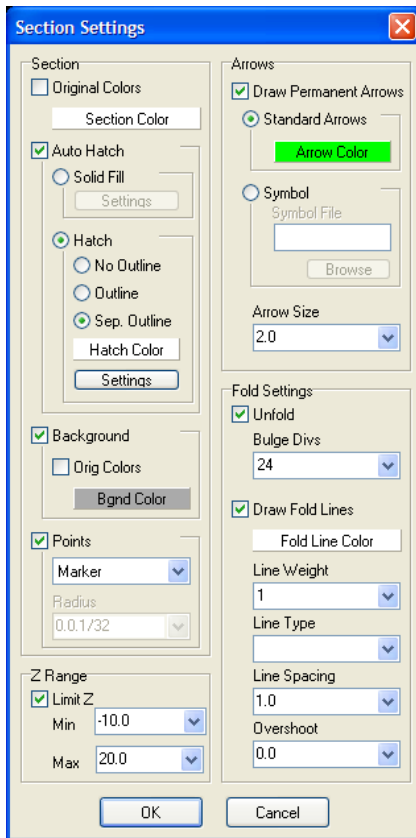 Section Settings
Section
Original Colors
Section Color
Auto Hatch
Solid Fill
Settings
Hatch
No Outline
Outline
Sep. Outline
Hatch Color
Settings
Background
Orig Colors
Bgnd Color
Points
Marker
Radius
0.0.1/32
Z Range
Limit Z
Min -10.0
Max 20.0
Arrows
Draw Permanent Arrows
Standard Arrows
Arrow Color
Symbol
Symbol File
Browse
Arrow Size
2.0
Fold Settings
Unfold
Bulge Divs
24
Draw Fold Lines
Fold Line Color
Line Weight
1
Line Type
Line Spacing
1.0
Overshoot
0.0
OK
Cancel